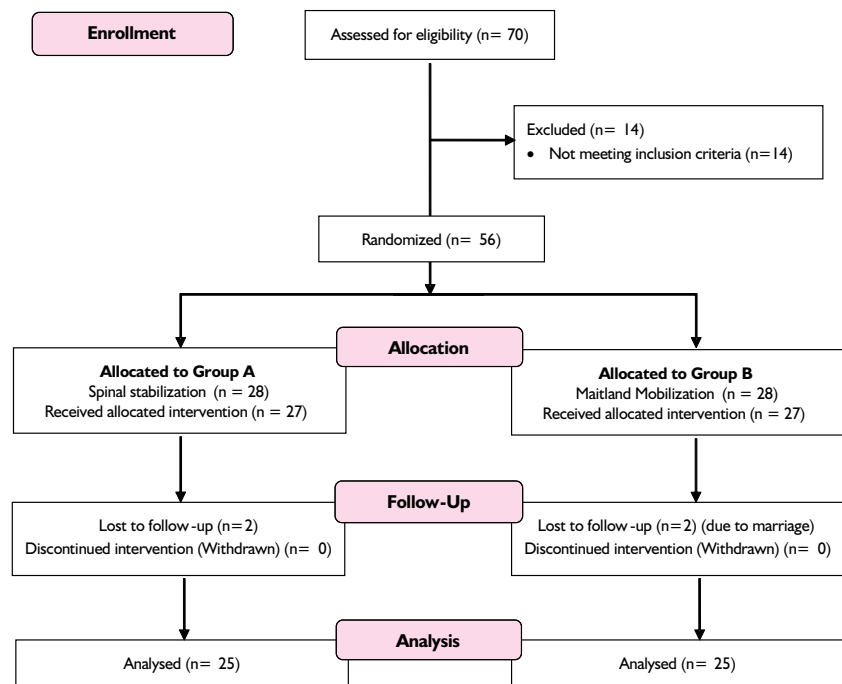 Enrollment
Assessed for eligibility (n= 70)
Excluded (n= 14)
• Not meeting inclusion criteria (n=14)
Randomized (n= 56)
Allocation
Allocated to Group A
Spinal stabilization (n = 28)
Received allocated intervention (n = 27)
Allocated to Group B
Maitland Mobilization (n = 28)
Received allocated intervention (n = 27)
Follow-Up
Lost to follow-up (n=2)
Discontinued intervention (Withdrawn) (n= 0)
Lost to follow-up (n=2) (due to marriage)
Discontinued intervention (Withdrawn) (n= 0)
Analysis
Analysed (n= 25)
Analysed (n= 25)